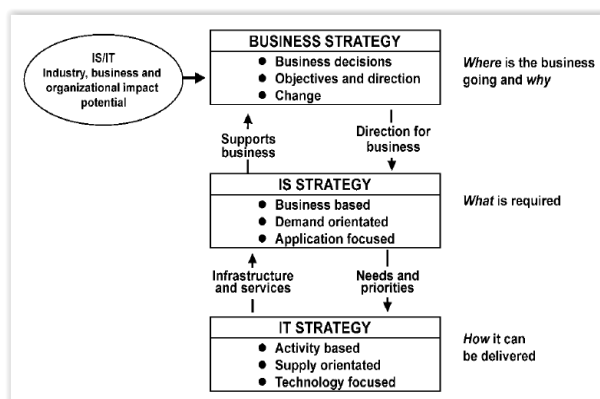 IS/IT
Industry, business and
organizational impact
potential
BUSINESS STRATEGY
● Business decisions
● Objectives and direction
● Change
Where is the business
going and why
Supports
business
Direction for
business
IS STRATEGY
● Business based
● Demand orientated
● Application focused
What is required
Infrastructure
and services
Needs and
priorities
IT STRATEGY
● Activity based
● Supply orientated
● Technology focused
How it can
be delivered